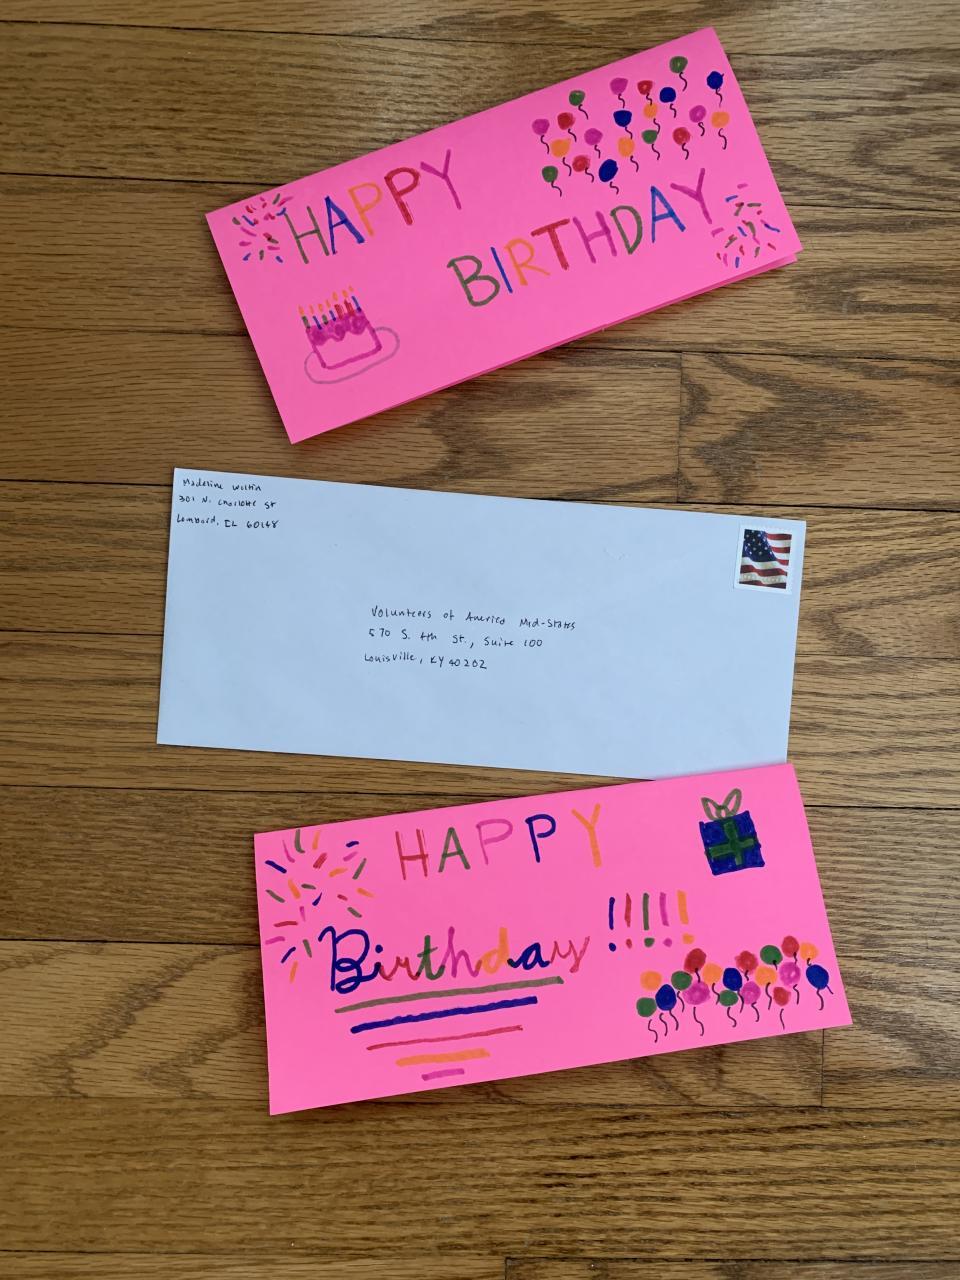 HAPPY
BIRTHDAY
Madeline Wiltin
301 N. Charlotte St
Lombard, IL 60148
Volunteers of America Mid-States
570 S. 4th St., Suite 100
Louisville, KY 40202
HAPPY
Birthday !!!!!